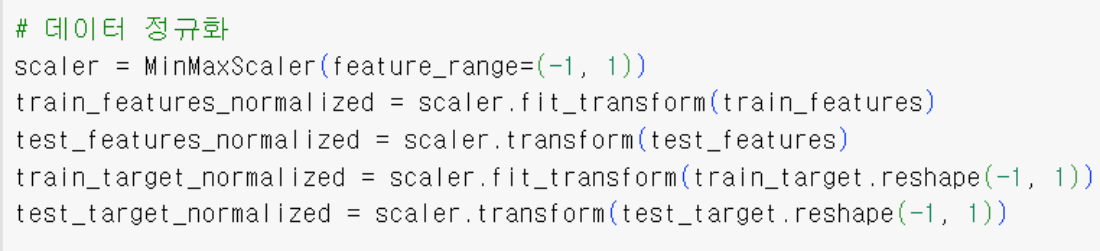 # 데이터 정규화
scaler = MinMaxScaler(feature_range=(-1, 1))
train_features_normalized = scaler.fit_transform(train_features)
test_features_normalized = scaler.transform(test_features)
train_target_normalized = scaler.fit_transform(train_target.reshape(-1, 1))
test_target_normalized = scaler.transform(test_target.reshape(-1, 1))